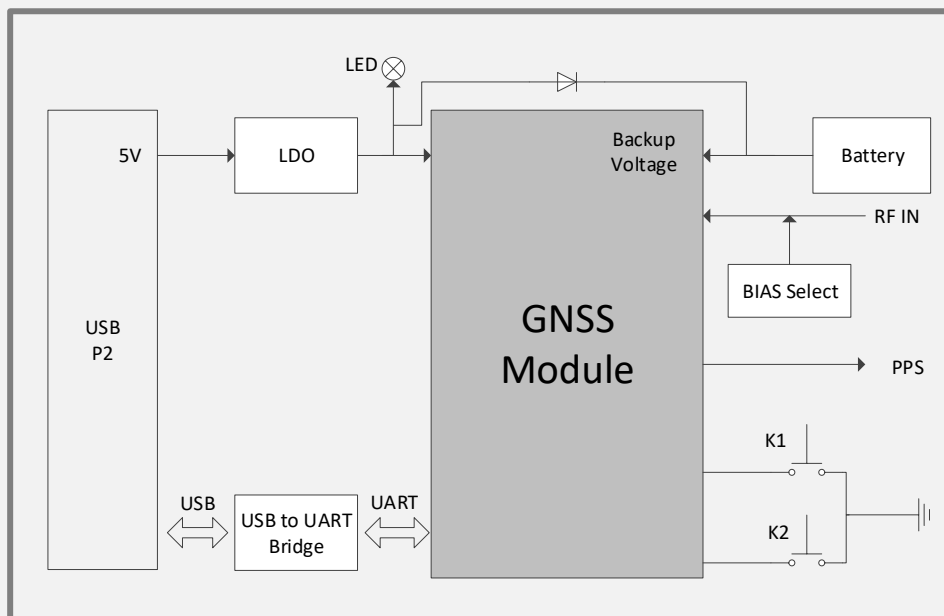 LED
5V
LDO
Backup
Voltage
Battery
RF IN
BIAS Select
USB
P2
GNSS
Module
PPS
K1
USB
UART
USB to UART
Bridge
K2